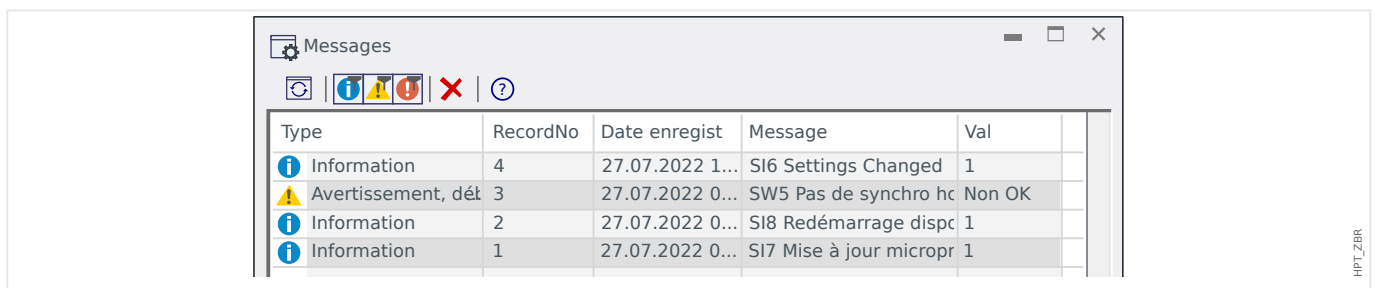 Messages
Type RecordNo Date enregist Message Val
Information 4 27.07.2022 1... SI6 Settings Changed 1
Avertissement, déb 3 27.07.2022 0... SW5 Pas de synchro ho Non OK
Information 2 27.07.2022 0... SI8 Redémarrage dispo 1
Information 1 27.07.2022 0... SI7 Mise à jour micropr 1
HPT_ZBR